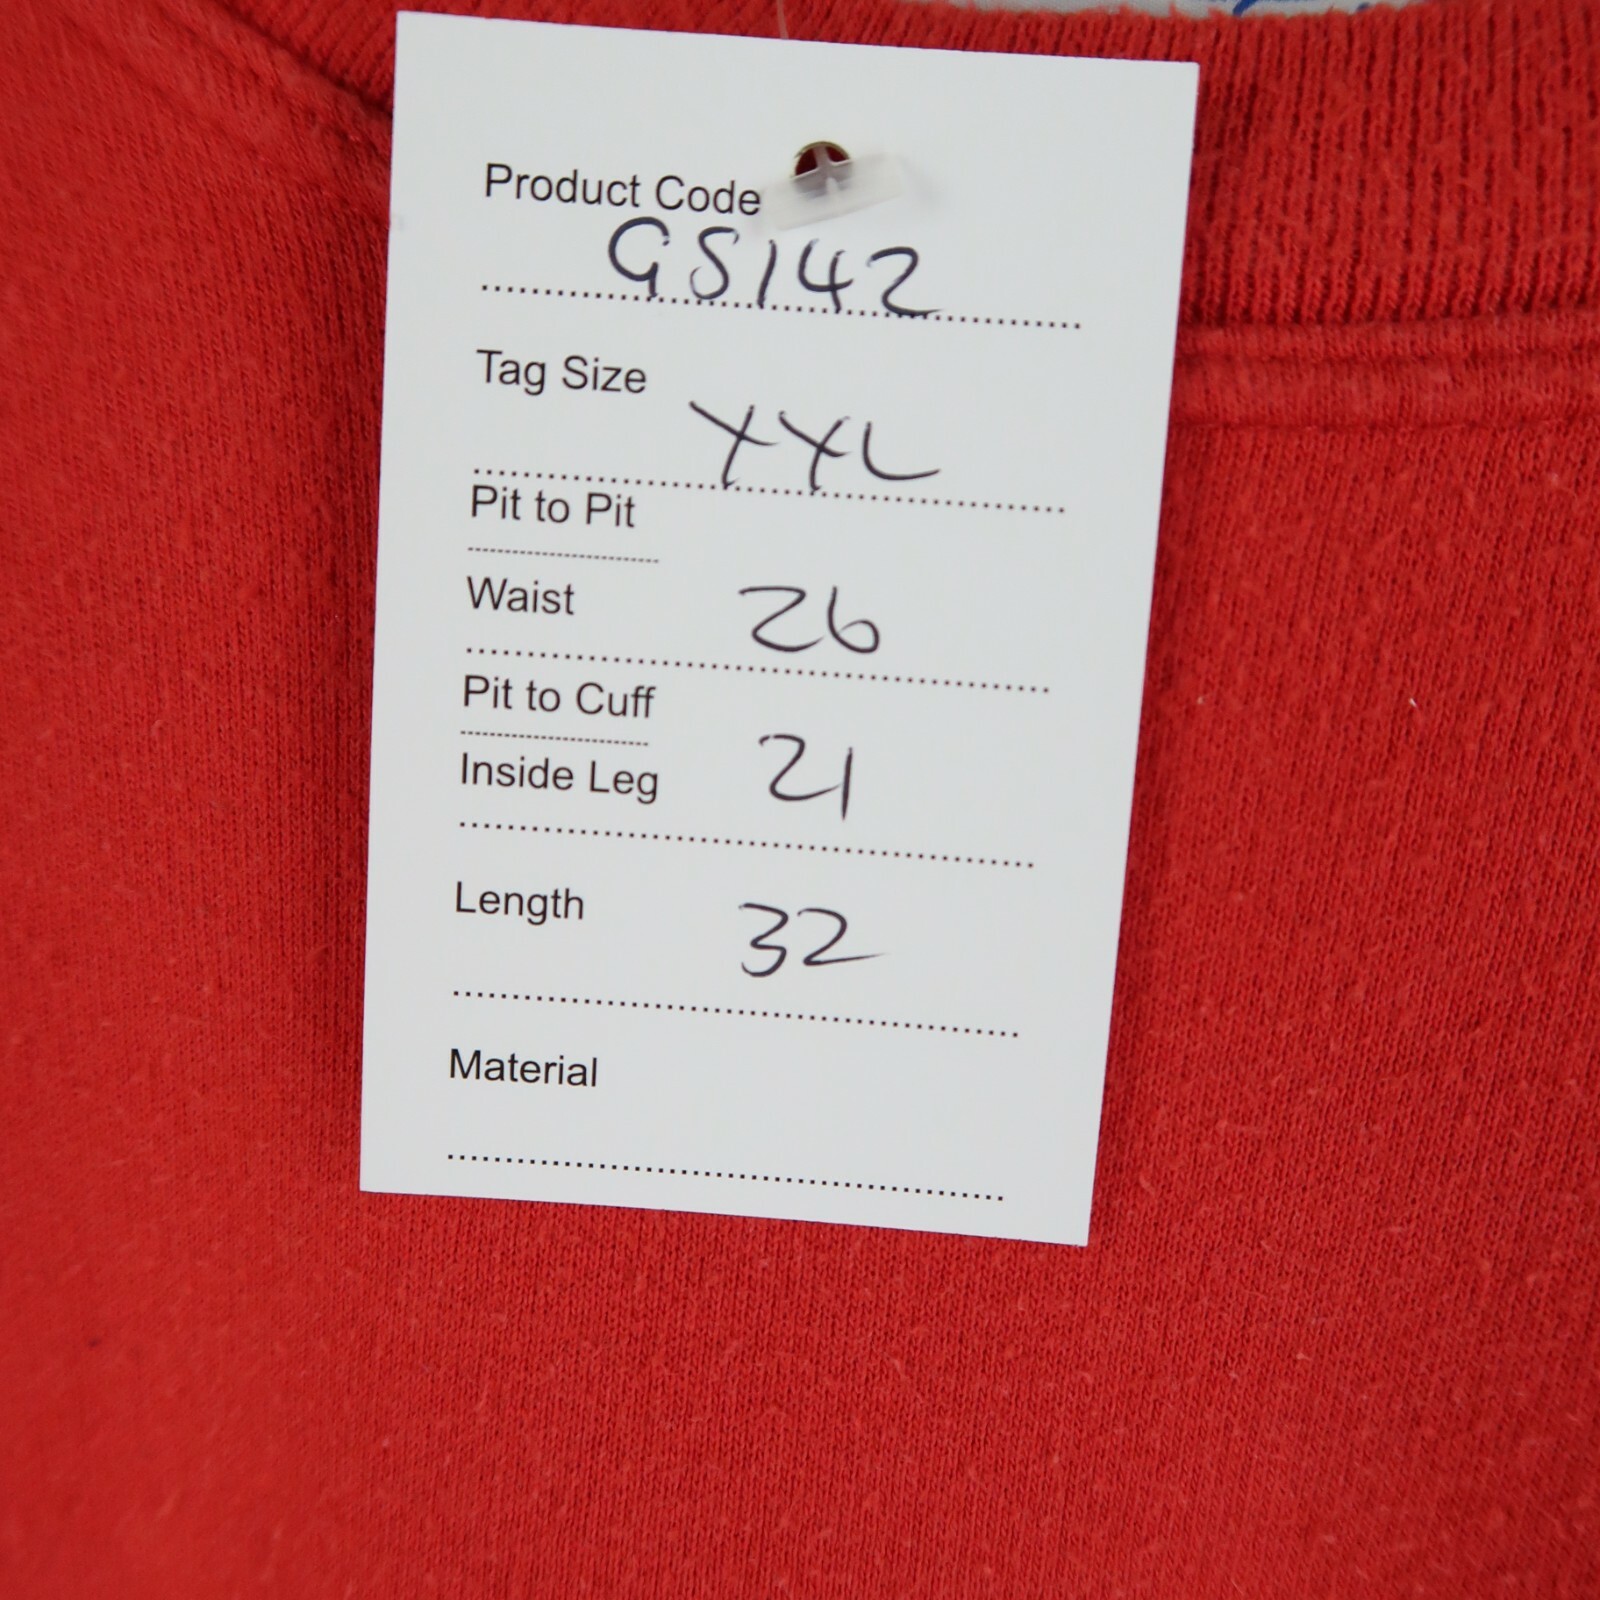 Product Code
GS142
Tag Size
XXL
Pit to Pit
Waist 26
Pit to Cuff
Inside Leg 21
Length 32
Material